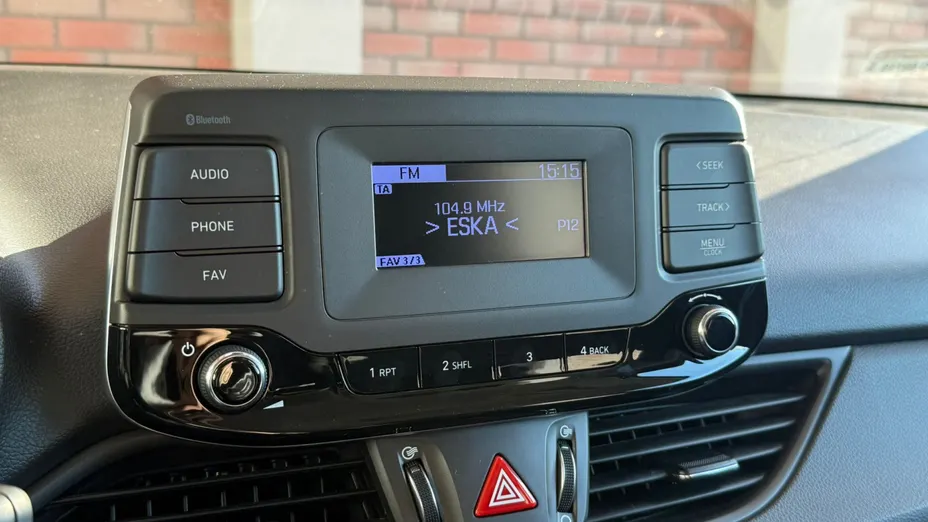 Bluetooth
AUDIO
PHONE
FAV
FM 15:15
TA
104.9 MHz
> ESKA < P12
FAV 3/3
< SEEK
TRACK >
MENU
CLOCK
1 RPT
2 SHFL
3
4 BACK